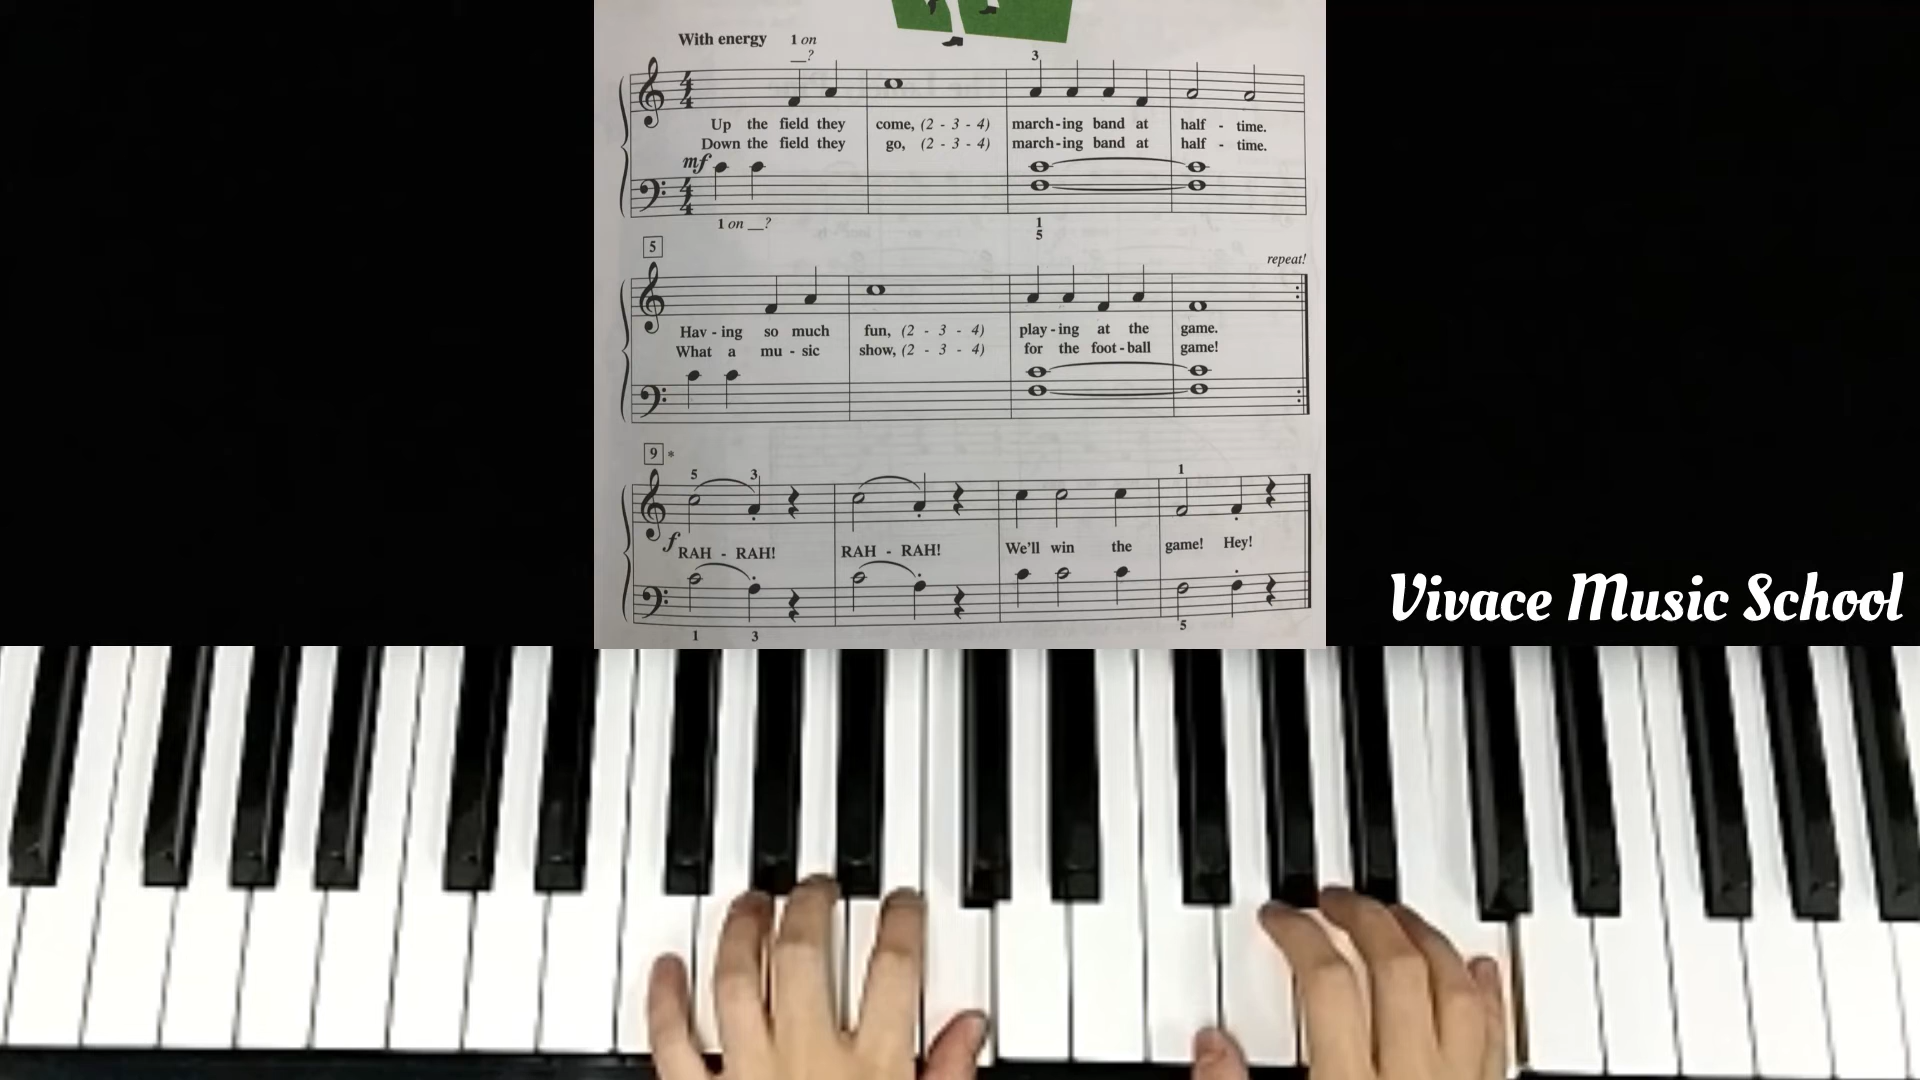 With energy 1 on
__?
3
4
4
Up the field they come, (2 - 3 - 4) march-ing band at half - time.
Down the field they go, (2 - 3 - 4) march-ing band at half - time.
mf
4
4
1 on __? 1
5
5
repeat!
Hav - ing so much fun, (2 - 3 - 4) play - ing at the game.
What a mu - sic show, (2 - 3 - 4) for the foot - ball game!
9 *
5 3 1
f RAH - RAH! RAH - RAH! We'll win the game! Hey!
1 3 5
Vivace Music School